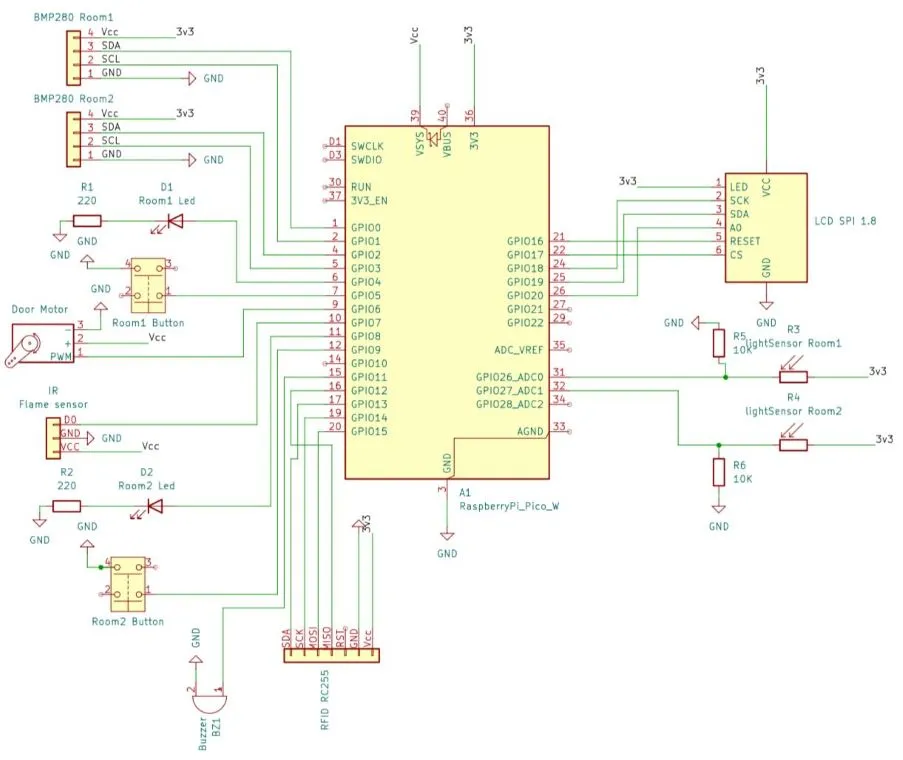 BMP280 Room1
4 Vcc 3v3
3 SDA
2 SCL
1 GND GND
BMP280 Room2
4 Vcc 3v3
3 SDA
2 SCL
1 GND GND
R1
220
D1
Room1 Led
GND
GND
4 3
2 1
Room1 Button
GND
Door Motor
3 -
2 + Vcc
1 PWM
IR
Flame sensor
DO
GND GND
VCC Vcc
R2
220
D2
Room2 Led
GND
GND
4 3
2 1
Room2 Button
GND
2 1
Buzzer
BZ1
SDA
SCK
MOSI
MISO
RST
GND
Vcc
3v3
RFID RC255
Vcc
3v3
39 VSYS
40 VBUS
36 3V3
D1 SWCLK
D3 SWDIO
30 RUN
37 3V3_EN
1 GPIO0
2 GPIO1
4 GPIO2
5 GPIO3
6 GPIO4
7 GPIO5
9 GPIO6
10 GPIO7
11 GPIO8
12 GPIO9
14 GPIO10
15 GPIO11
16 GPIO12
17 GPIO13
19 GPIO14
20 GPIO15
GPIO16 21
GPIO17 22
GPIO18 24
GPIO19 25
GPIO20 26
GPIO21 27
GPIO22 29
ADC_VREF 35
GPIO26_ADC0 31
GPIO27_ADC1 32
GPIO28_ADC2 34
AGND 33
GND
3
A1
RaspberryPi_Pico_W
GND
3v3
3v3
VCC
1 LED
2 SCK
3 SDA
4 A0
5 RESET
6 CS
GND
LCD SPI 1.8
GND
GND
R5
10K
R3
lightSensor Room1
3v3
R4
lightSensor Room2
3v3
R6
10K
GND